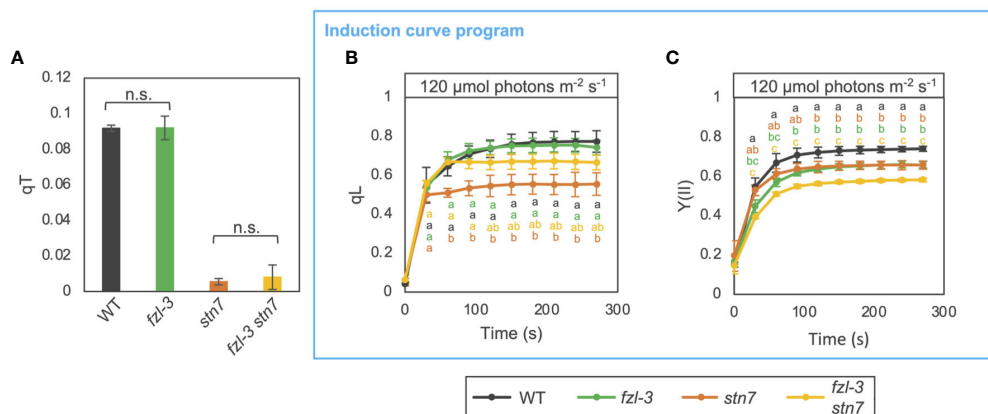 Induction curve program
A
B
C
120 µmol photons m-2 s-1
120 µmol photons m-2 s-1
qT
0.12
0.1
0.08
0.06
0.04
0.02
0
n.s.
n.s.
WT
fzl-3
stn7
fzl-3 stn7
qL
1
0.8
0.6
0.4
0.2
0
a a a a a a a a
a a a a a a a a a
a a a ab ab ab ab ab ab
a b b b b b b b b
a
0 100 200 300
Time (s)
Y(II)
1
0.8
0.6
0.4
0.2
0
a a a a a a a a
ab ab b b b b b b
bc b b b b b b b
c c c c c c c c
a
ab
bc
c
0 100 200 300
Time (s)
WT
fzl-3
stn7
fzl-3
stn7